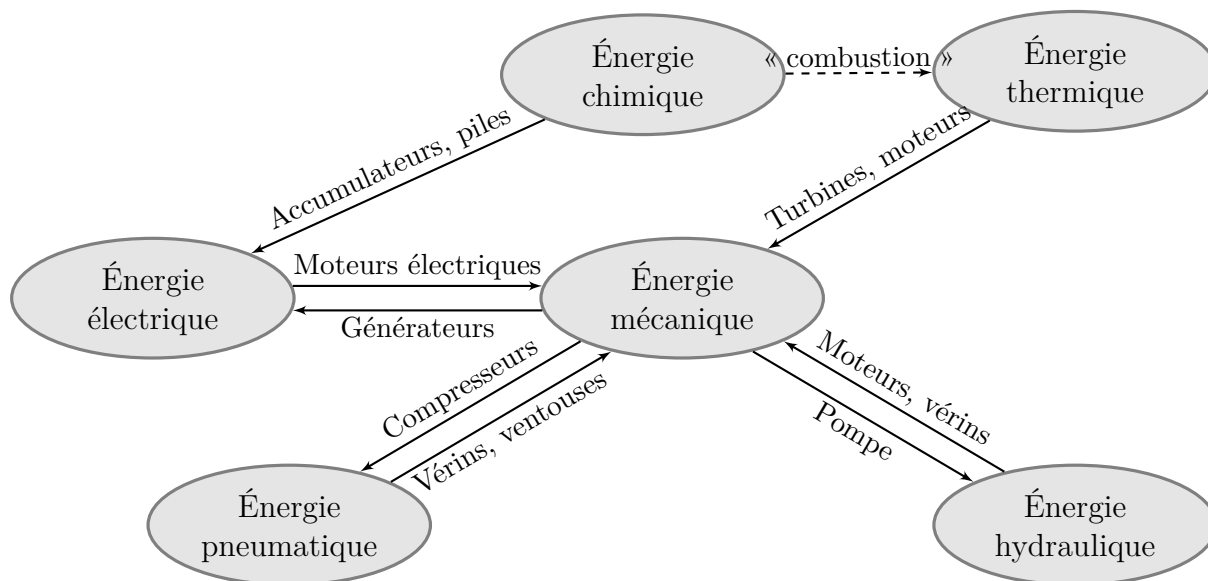 Énergie
chimique
« combustion »
Énergie
thermique
Accumulateurs, piles
Turbines, moteurs
Énergie
électrique
Moteurs électriques
Générateurs
Énergie
mécanique
Compresseurs
Vérins, ventouses
Moteurs, vérins
Pompe
Énergie
pneumatique
Énergie
hydraulique